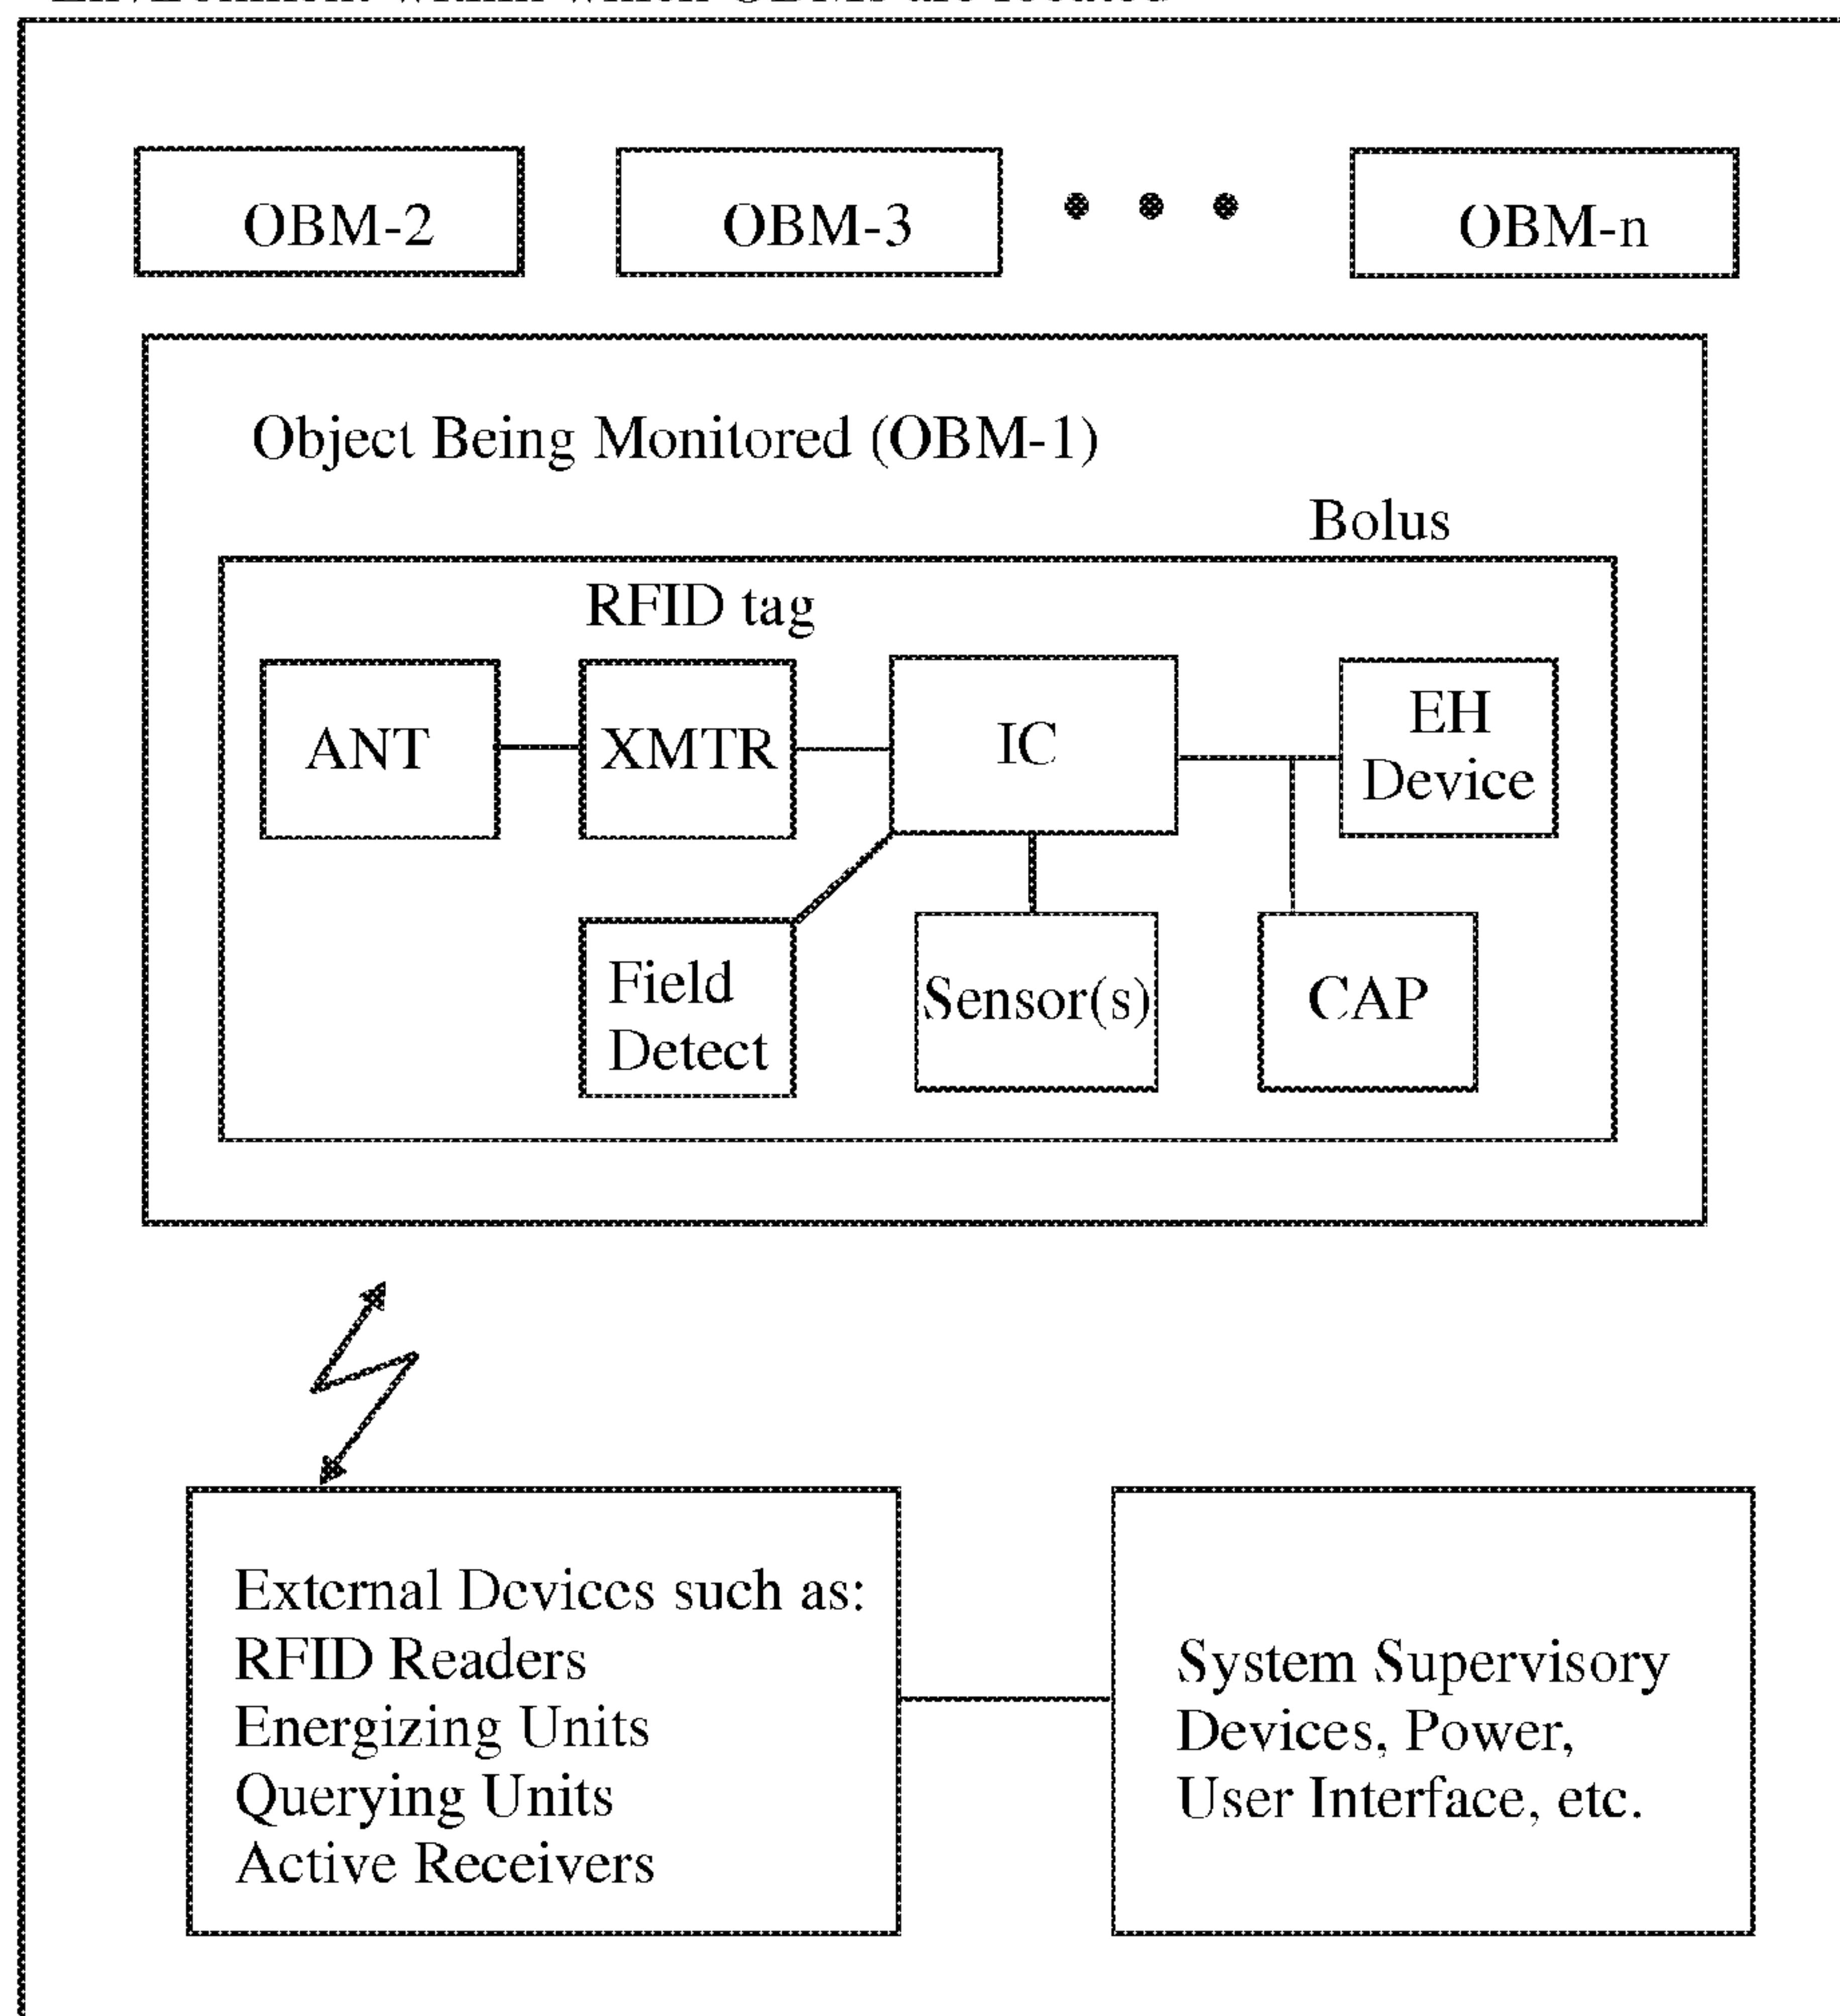 OBM-2
OBM-3
OBM-n
Object Being Monitored (OBM-1)
Bolus
RFID tag
ANT
XMTR
IC
EH
Device
Field
Detect
Sensor(s)
CAP
External Devices such as:
RFID Readers
Energizing Units
Querying Units
Active Receivers
System Supervisory
Devices, Power,
User Interface, etc.